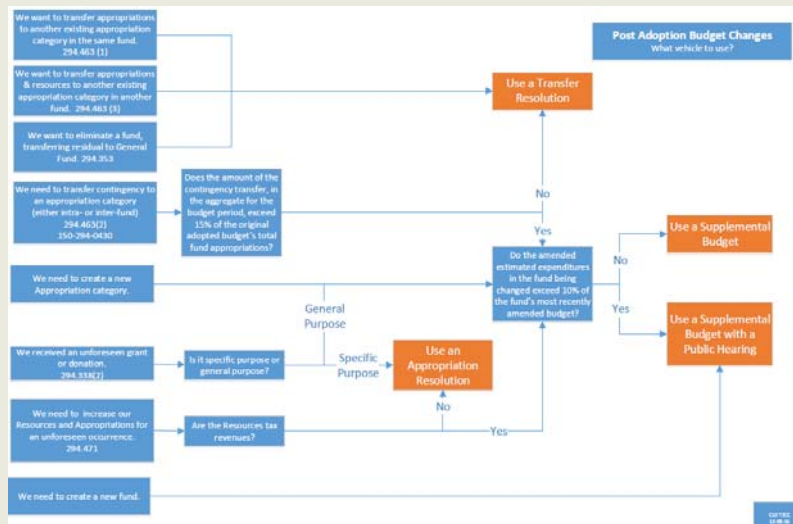 We want to transfer appropriations
to another existing appropriation
category in the same fund.
294.463 (1)
Post Adoption Budget Changes
What vehicle to use?
We want to transfer appropriations
& resources to another existing
appropriation category in another
fund. 294.463 (3)
Use a Transfer
Resolution
We want to eliminate a fund,
transferring residual to General
Fund. 294.353
We need to transfer contingency to
an appropriation category
(either intra- or inter-fund)
294.463(2)
150-294-0430
Does the amount of the
contingency transfer, in
the aggregate for the
budget period, exceed
15% of the original
adopted budget's total
fund appropriations?
No
Yes
Use a Supplemental
Budget
Do the amended
estimated expenditures
in the fund being
changed exceed 10% of
the fund's most recently
amended budget?
No
Yes
We need to create a new
Appropriation category.
General
Purpose
Use a Supplemental
Budget with a
Public Hearing
We received an unforeseen grant
or donation.
294.338(2)
Is it specific purpose or
general purpose?
Specific
Purpose
Use an
Appropriation
Resolution
We need to increase our
Resources and Appropriations for
an unforeseen occurrence.
294.471
Are the Resources tax
revenues?
No
Yes
We need to create a new fund.